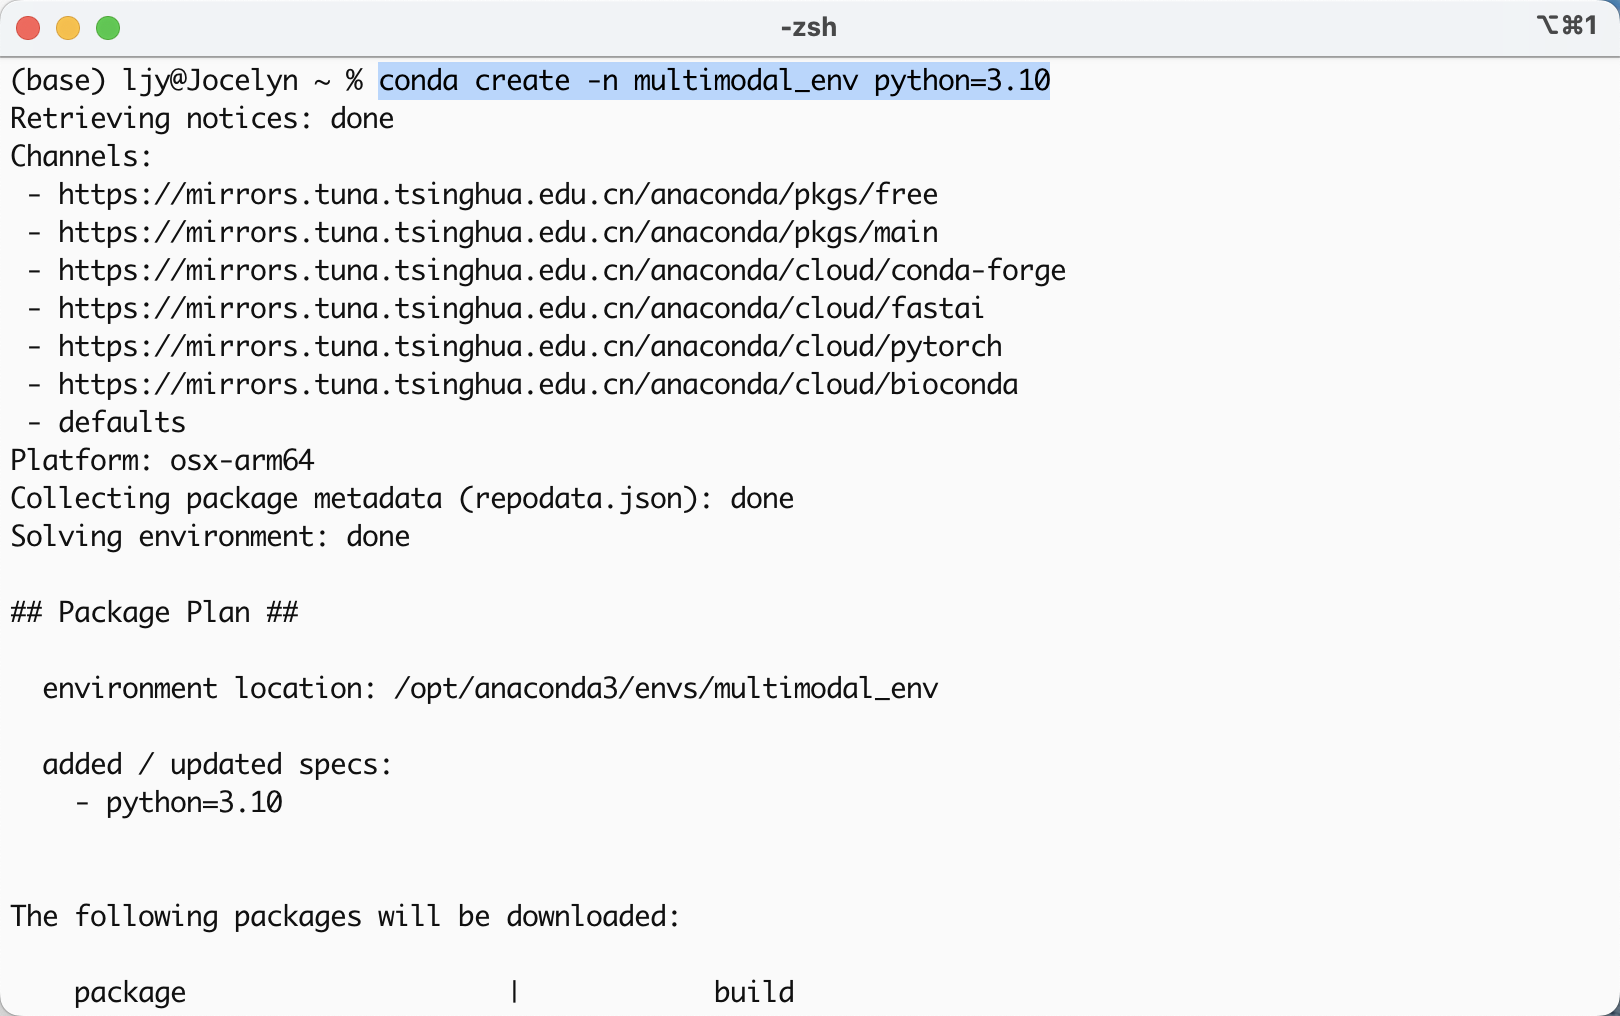 -zsh
⌥⌘1
(base) ljy@Jocelyn ~ % conda create -n multimodal_env python=3.10
Retrieving notices: done
Channels:
 - https://mirrors.tuna.tsinghua.edu.cn/anaconda/pkgs/free
 - https://mirrors.tuna.tsinghua.edu.cn/anaconda/pkgs/main
 - https://mirrors.tuna.tsinghua.edu.cn/anaconda/cloud/conda-forge
 - https://mirrors.tuna.tsinghua.edu.cn/anaconda/cloud/fastai
 - https://mirrors.tuna.tsinghua.edu.cn/anaconda/cloud/pytorch
 - https://mirrors.tuna.tsinghua.edu.cn/anaconda/cloud/bioconda
 - defaults
Platform: osx-arm64
Collecting package metadata (repodata.json): done
Solving environment: done

## Package Plan ##

  environment location: /opt/anaconda3/envs/multimodal_env

  added / updated specs:
    - python=3.10


The following packages will be downloaded:

    package                    |            build